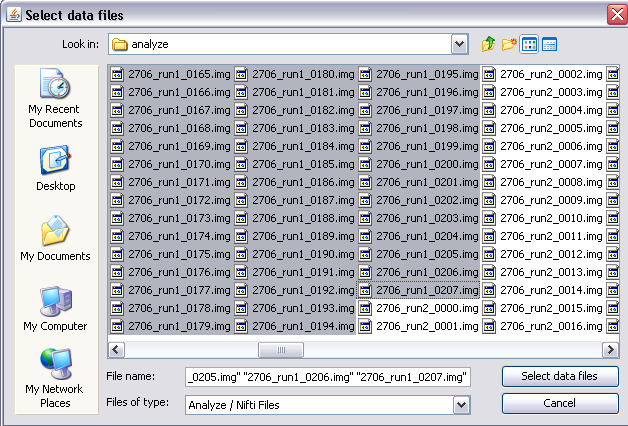 Select data files
Look in: analyze
My Recent Documents
Desktop
My Documents
My Computer
My Network Places
2706_run1_0165.img 2706_run1_0180.img 2706_run1_0195.img 2706_run2_0002.img
2706_run1_0166.img 2706_run1_0181.img 2706_run1_0196.img 2706_run2_0003.img
2706_run1_0167.img 2706_run1_0182.img 2706_run1_0197.img 2706_run2_0004.img
2706_run1_0168.img 2706_run1_0183.img 2706_run1_0198.img 2706_run2_0005.img
2706_run1_0169.img 2706_run1_0184.img 2706_run1_0199.img 2706_run2_0006.img
2706_run1_0170.img 2706_run1_0185.img 2706_run1_0200.img 2706_run2_0007.img
2706_run1_0171.img 2706_run1_0186.img 2706_run1_0201.img 2706_run2_0008.img
2706_run1_0172.img 2706_run1_0187.img 2706_run1_0202.img 2706_run2_0009.img
2706_run1_0173.img 2706_run1_0188.img 2706_run1_0203.img 2706_run2_0010.img
2706_run1_0174.img 2706_run1_0189.img 2706_run1_0204.img 2706_run2_0011.img
2706_run1_0175.img 2706_run1_0190.img 2706_run1_0205.img 2706_run2_0012.img
2706_run1_0176.img 2706_run1_0191.img 2706_run1_0206.img 2706_run2_0013.img
2706_run1_0177.img 2706_run1_0192.img 2706_run1_0207.img 2706_run2_0014.img
2706_run1_0178.img 2706_run1_0193.img 2706_run2_0000.img 2706_run2_0015.img
2706_run1_0179.img 2706_run1_0194.img 2706_run2_0001.img 2706_run2_0016.img
File name: _0205.img" "2706_run1_0206.img" "2706_run1_0207.img" Select data files
Files of type: Analyze / Nifti Files Cancel